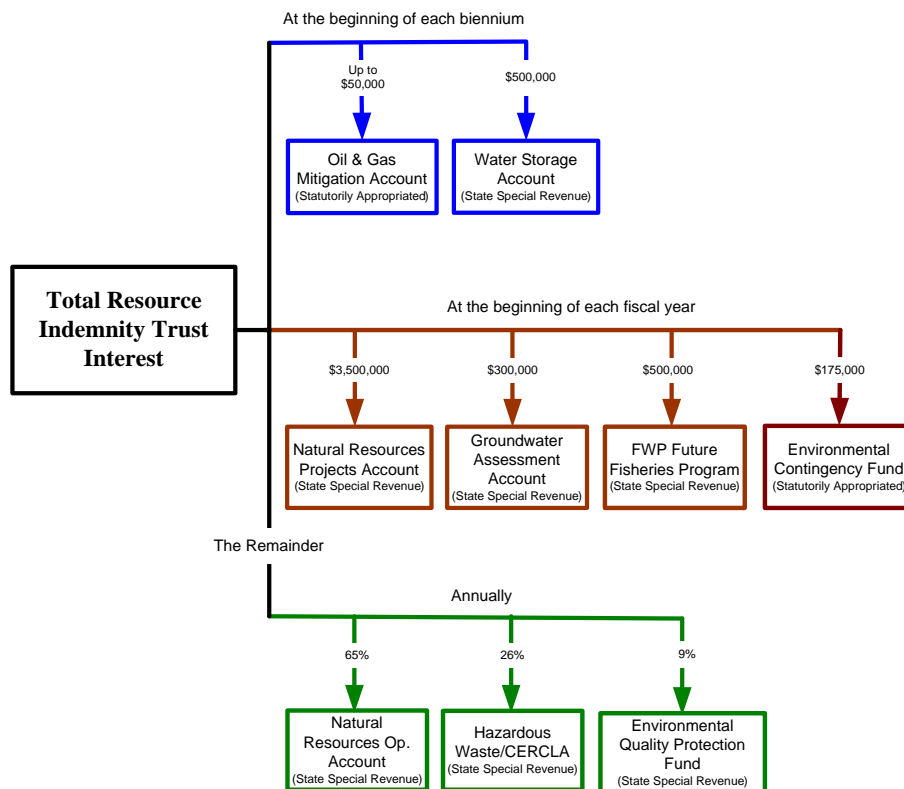 At the beginning of each biennium
Up to
$50,000
$500,000
Oil & Gas
Mitigation Account
(Statutorily Appropriated)
Water Storage
Account
(State Special Revenue)
Total Resource
Indemnity Trust
Interest
At the beginning of each fiscal year
$3,500,000
$300,000
$500,000
$175,000
Natural Resources
Projects Account
(State Special Revenue)
Groundwater
Assessment
Account
(State Special Revenue)
FWP Future
Fisheries Program
(State Special Revenue)
Environmental
Contingency Fund
(Statutorily Appropriated)
The Remainder
Annually
65%
26%
9%
Natural
Resources Op.
Account
(State Special Revenue)
Hazardous
Waste/CERCLA
(State Special Revenue)
Environmental
Quality Protection
Fund
(State Special Revenue)